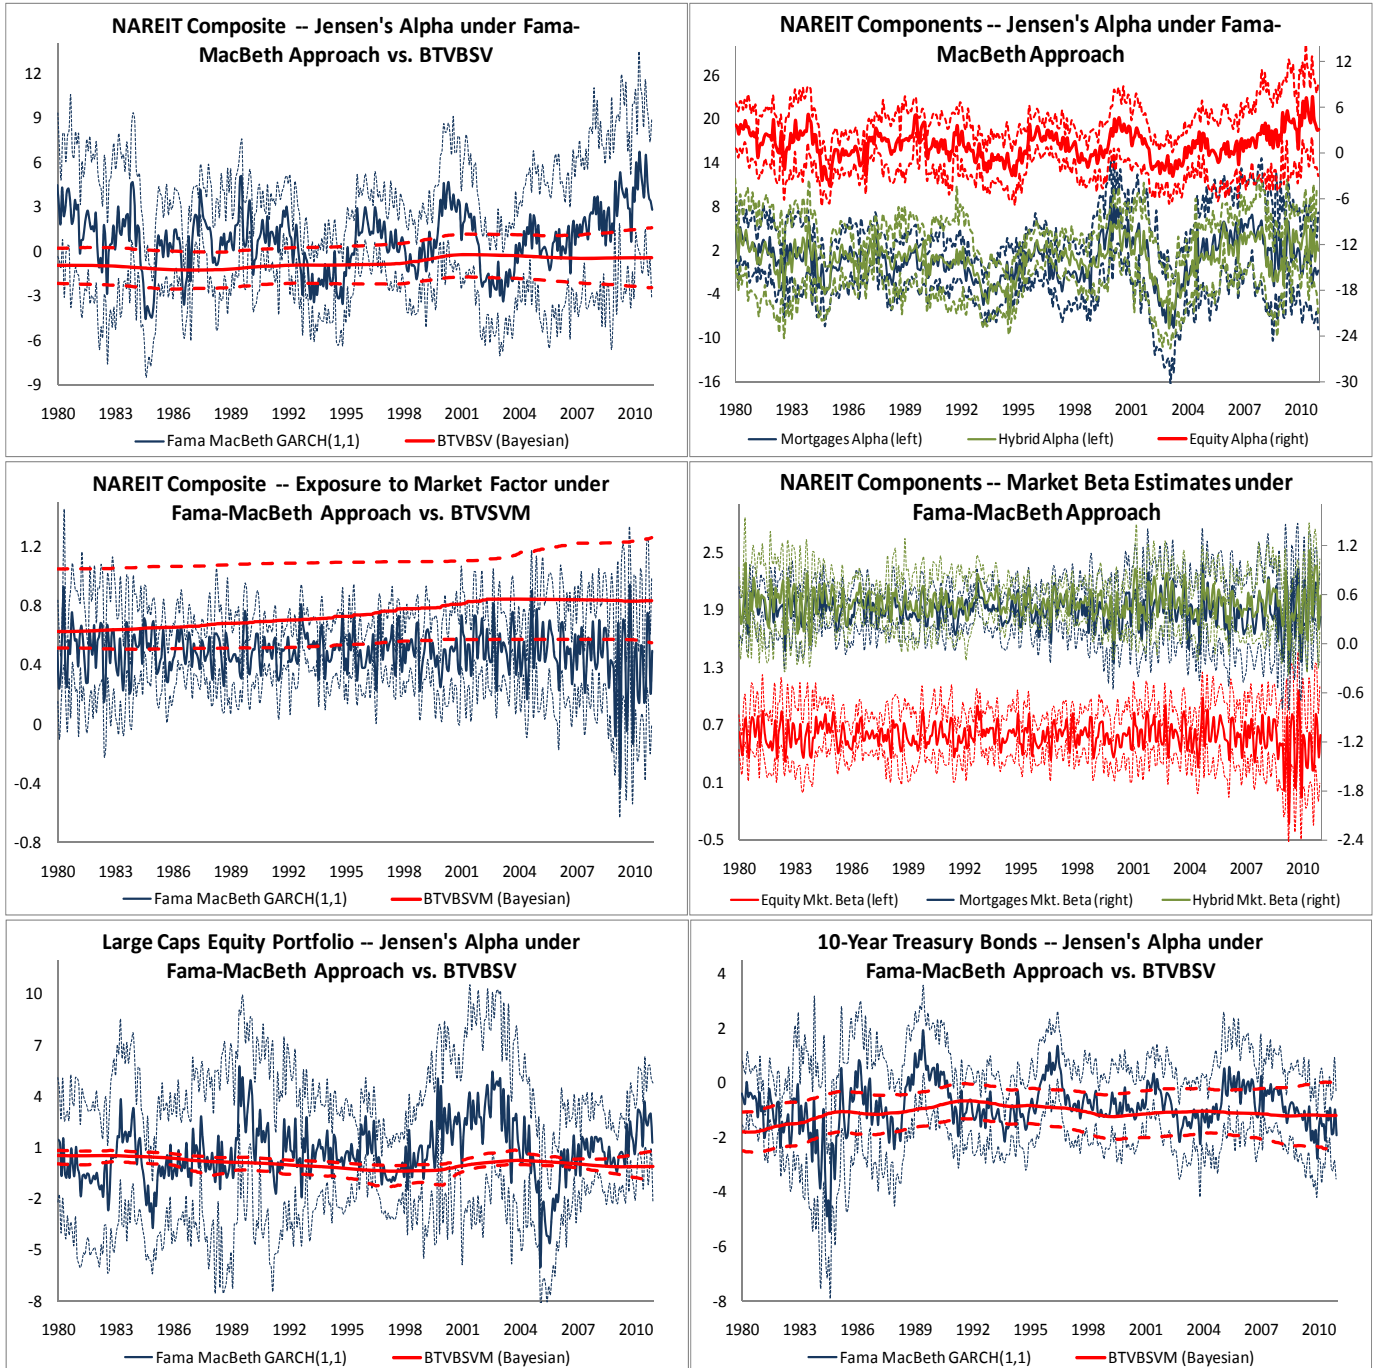 NAREIT Composite -- Jensen's Alpha under Fama-
MacBeth Approach vs. BTVBSV
12
9
6
3
0
-3
-6
-9
1980 1983 1986 1989 1992 1995 1998 2001 2004 2007 2010
Fama MacBeth GARCH(1,1) BTVBSV (Bayesian)
NAREIT Components -- Jensen's Alpha under Fama-
MacBeth Approach
26
20
14
8
2
-4
-10
-16
12
6
0
-6
-12
-18
-24
-30
1980 1983 1986 1989 1992 1995 1998 2001 2004 2007 2010
Mortgages Alpha (left) Hybrid Alpha (left) Equity Alpha (right)
NAREIT Composite -- Exposure to Market Factor under
Fama-MacBeth Approach vs. BTVSVM
1.2
0.8
0.4
0
-0.4
-0.8
1980 1983 1986 1989 1992 1995 1998 2001 2004 2007 2010
Fama MacBeth GARCH(1,1) BTVBSVM (Bayesian)
NAREIT Components -- Market Beta Estimates under
Fama-MacBeth Approach
2.5
1.9
1.3
0.7
0.1
-0.5
1.2
0.6
0.0
-0.6
-1.2
-1.8
-2.4
1980 1983 1986 1989 1992 1995 1998 2001 2004 2007 2010
Equity Mkt. Beta (left) Mortgages Mkt. Beta (right) Hybrid Mkt. Beta (right)
Large Caps Equity Portfolio -- Jensen's Alpha under
Fama-MacBeth Approach vs. BTVBSV
10
7
4
1
-2
-5
-8
1980 1983 1986 1989 1992 1995 1998 2001 2004 2007 2010
Fama MacBeth GARCH(1,1) BTVBSVM (Bayesian)
10-Year Treasury Bonds -- Jensen's Alpha under
Fama-MacBeth Approach vs. BTVBSV
4
2
0
-2
-4
-6
-8
1980 1983 1986 1989 1992 1995 1998 2001 2004 2007 2010
Fama MacBeth GARCH(1,1) BTVBSVM (Bayesian)